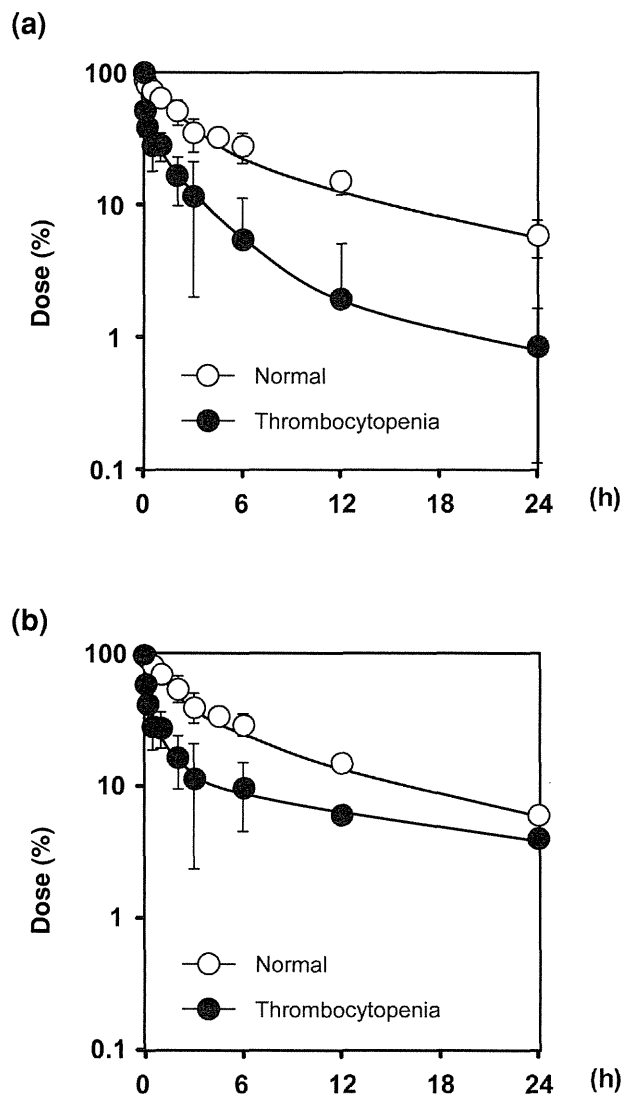 (a)
100
10
1
0.1
Dose (%)
Normal
Thrombocytopenia
0 6 12 18 24 (h)
(b)
100
10
1
0.1
Dose (%)
Normal
Thrombocytopenia
0 6 12 18 24 (h)